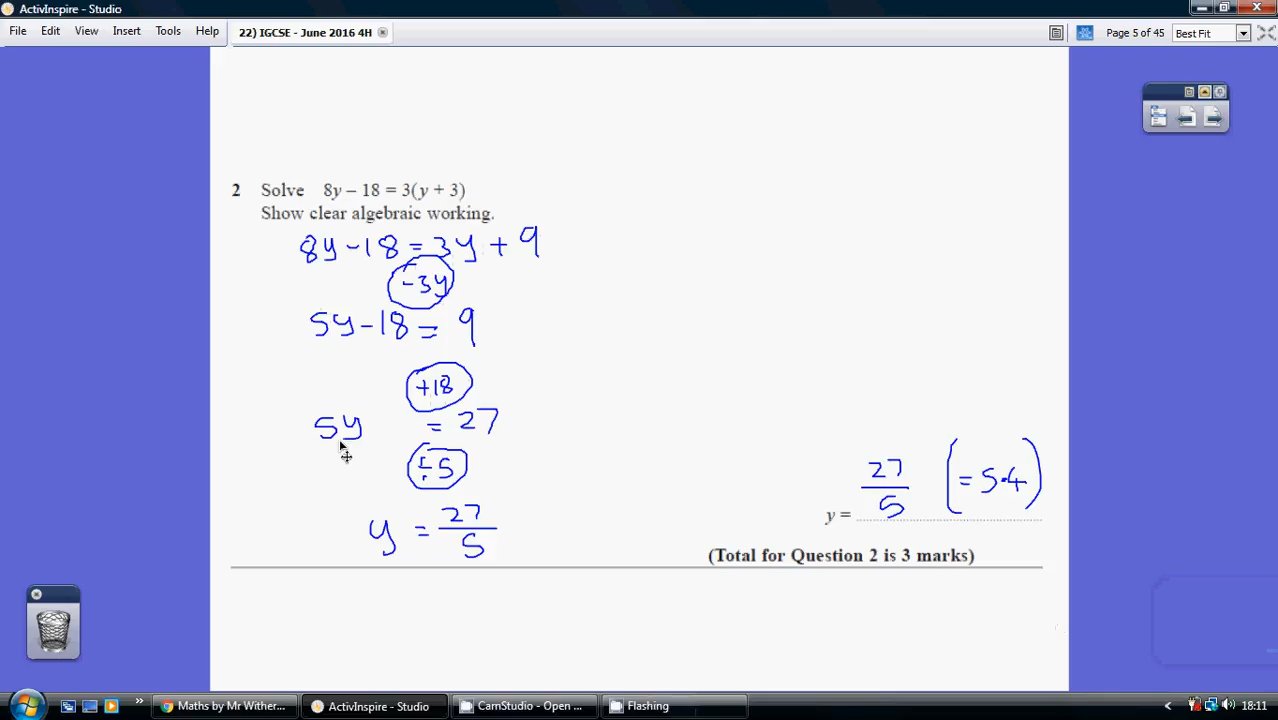 ActivInspire - Studio
File Edit View Insert Tools Help 22) IGCSE - June 2016 4H Page 5 of 45 Best Fit
2 Solve 8y – 18 = 3(y + 3)
Show clear algebraic working.
8y - 18 = 3y + 9
-3y
5y - 18 = 9
+18
5y = 27
÷5
y = 27/5
y = 27/5 (= 5·4)
(Total for Question 2 is 3 marks)
Maths by Mr Wither... ActivInspire - Studio CamStudio - Open ... Flashing 18:11